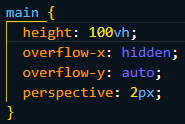 main {
height: 100vh;
overflow-x: hidden;
overflow-y: auto;
perspective: 2px;
}